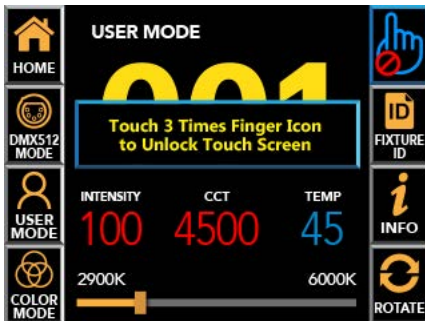 USER MODE
HOME
001
DMX512
MODE
Touch 3 Times Finger Icon
to Unlock Touch Screen
ID
FIXTURE
ID
USER
MODE
INTENSITY CCT TEMP
100 4500 45
i
INFO
COLOR
MODE
2900K 6000K
ROTATE